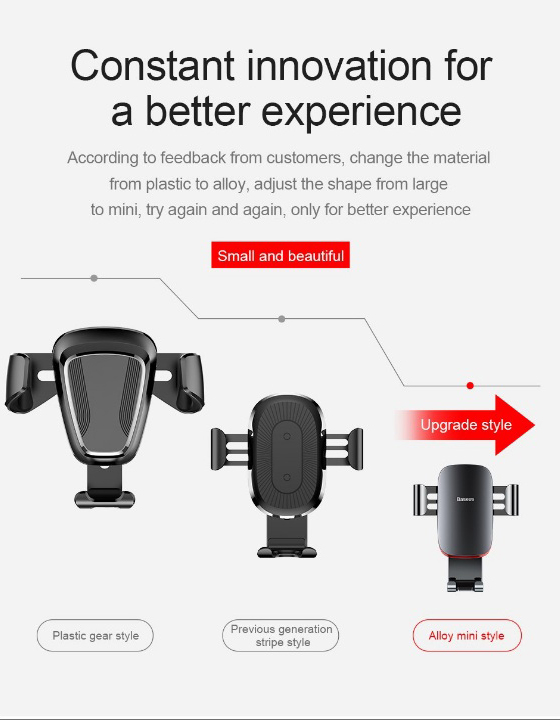 Constant innovation for
a better experience
According to feedback from customers, change the material
from plastic to alloy, adjust the shape from large
to mini, try again and again, only for better experience
Small and beautiful
Upgrade style
Baseus
Plastic gear style
Previous generation
stripe style
Alloy mini style